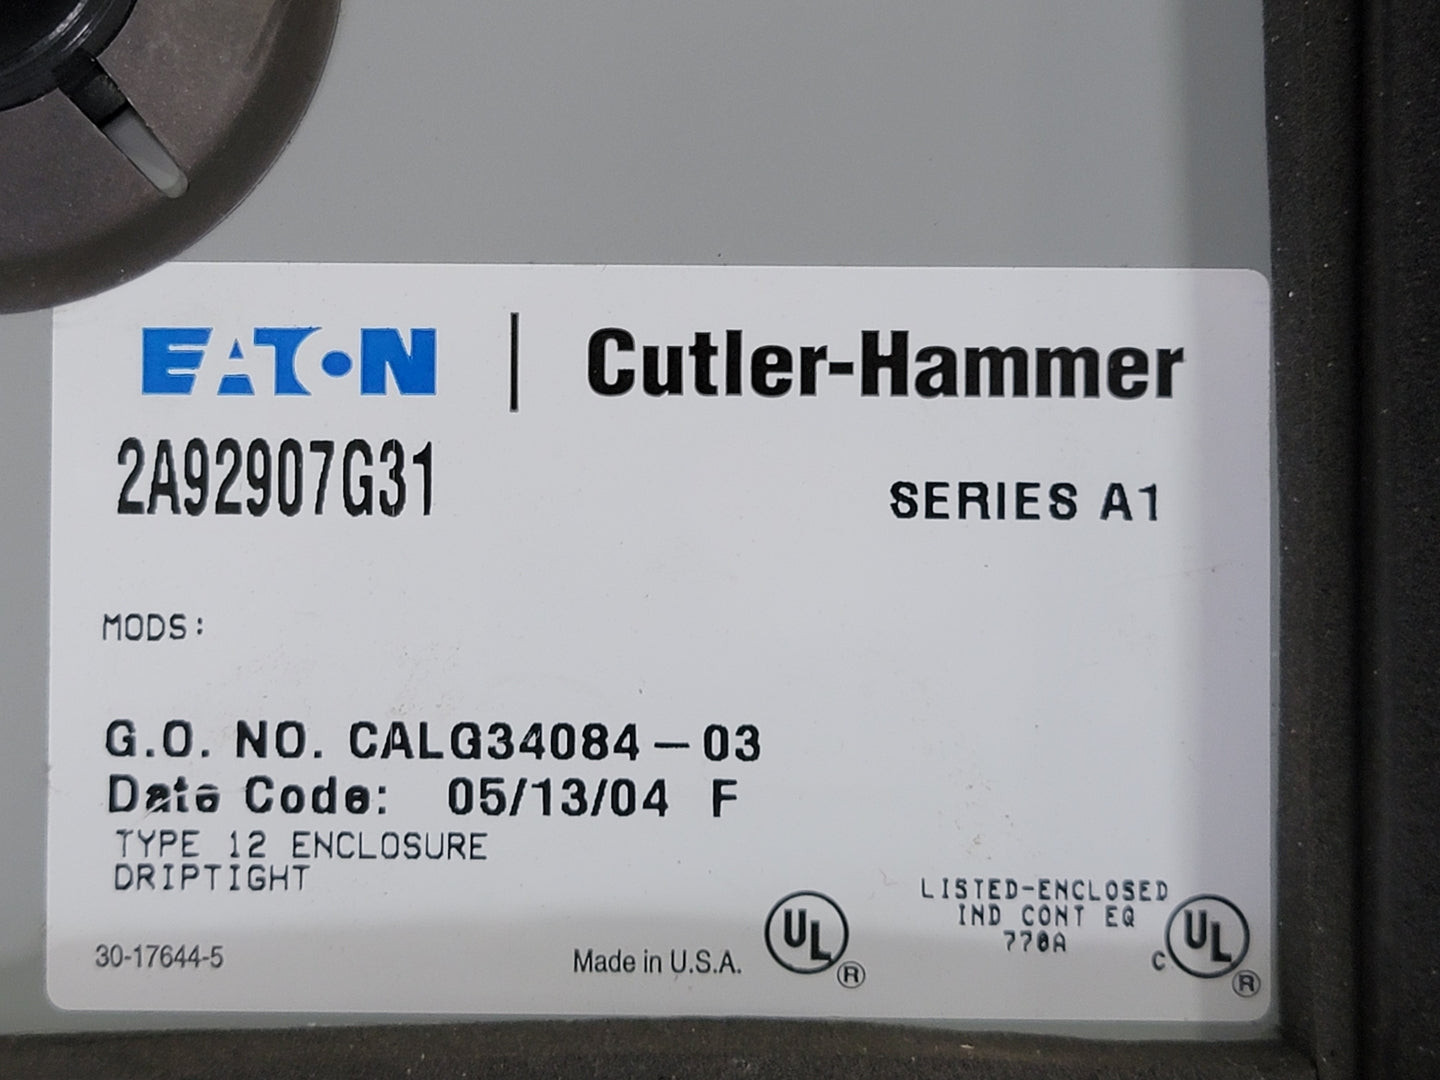 EATON | Cutler-Hammer
2A92907G31
SERIES A1
MODS:
G.O. NO. CALG34084-03
Date Code: 05/13/04 F
TYPE 12 ENCLOSURE
DRIPTIGHT
LISTED-ENCLOSED
IND CONT EQ
770A
30-17644-5
Made in U.S.A.
UL ®
C UL ®